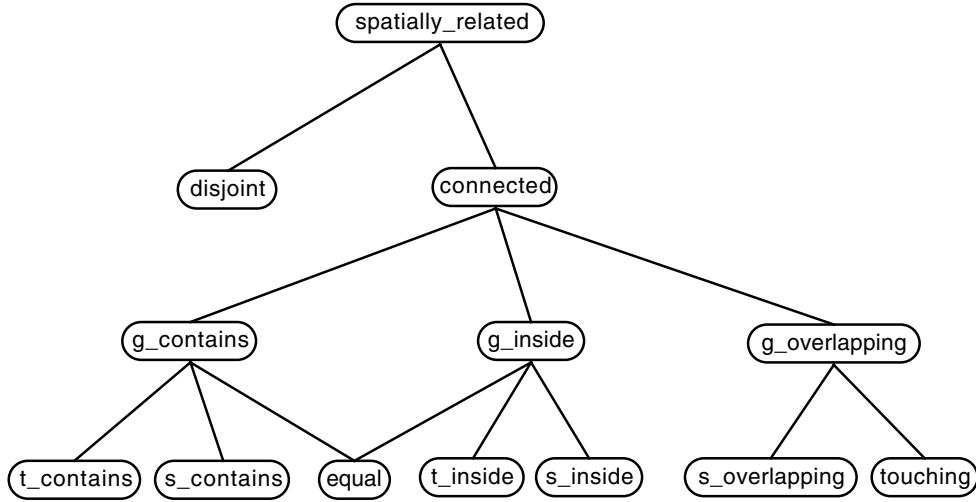 spatially_related
disjoint
connected
g_contains
g_inside
g_overlapping
t_contains
s_contains
equal
t_inside
s_inside
s_overlapping
touching